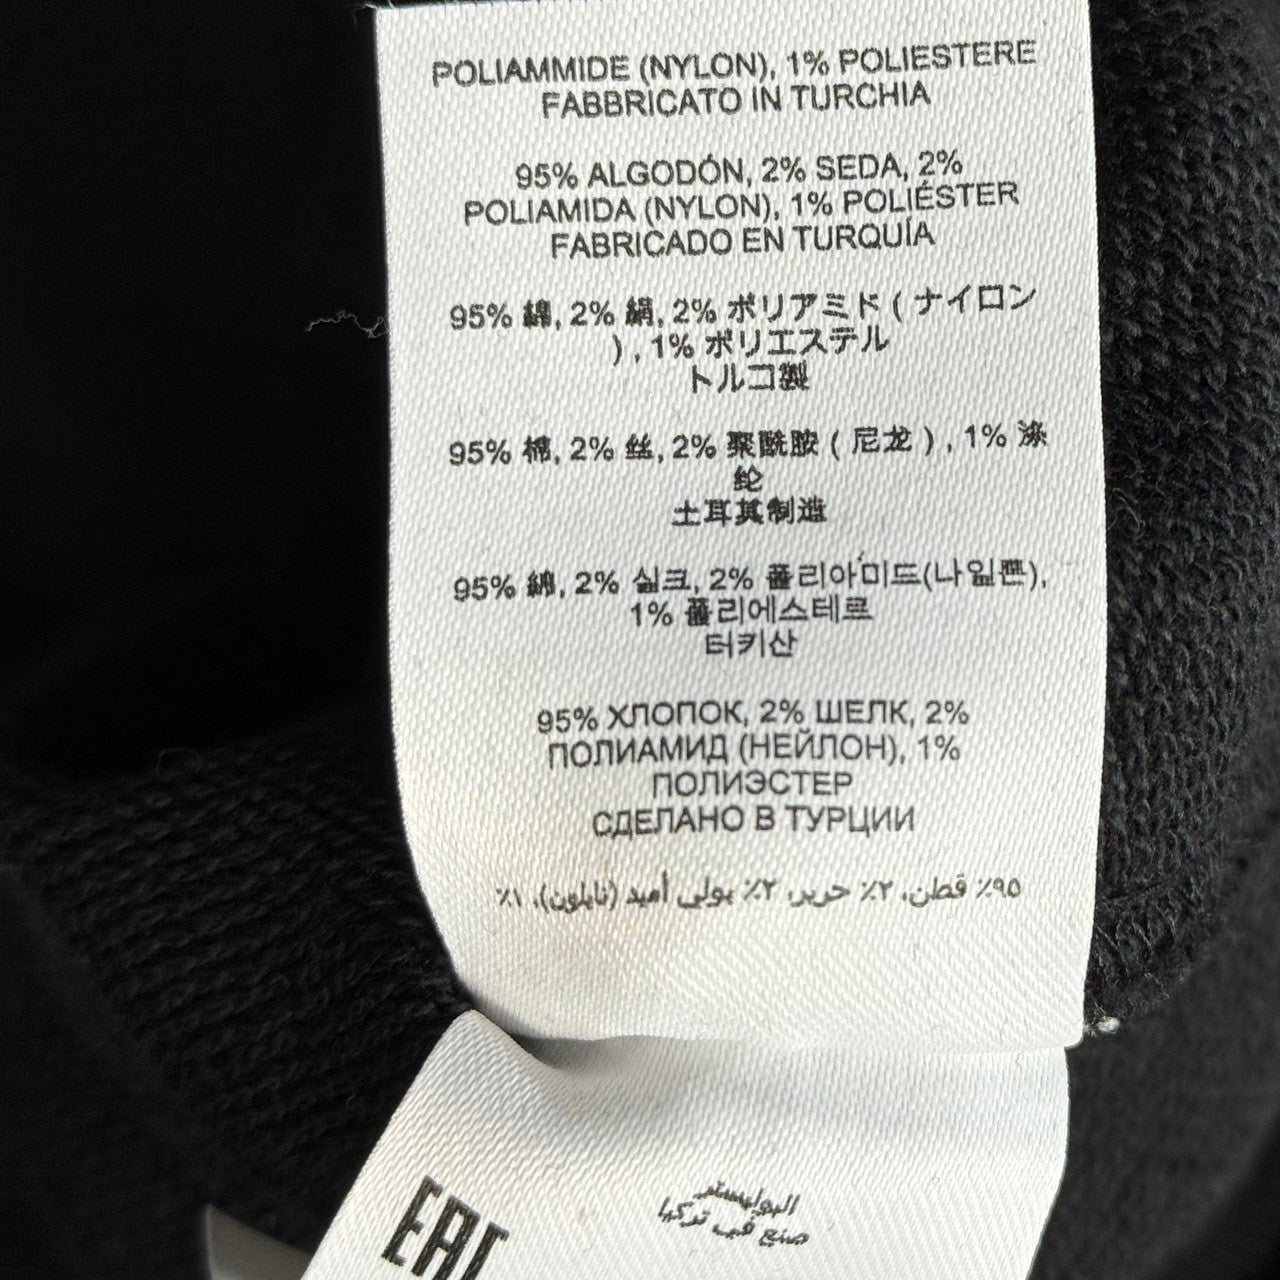 POLIAMMIDE (NYLON), 1% POLIESTERE
FABBRICATO IN TURCHIA
95% ALGODÓN, 2% SEDA, 2%
POLIAMIDA (NYLON), 1% POLIÉSTER
FABRICADO EN TURQUÍA
95% 綿, 2% 絹, 2% ポリアミド ( ナイロン
) , 1% ポリエステル
トルコ製
95% 棉, 2% 丝, 2% 聚酰胺 ( 尼龙 ) , 1% 涤
纶
土耳其制造
95% 綿, 2% 실크, 2% 폴리아미드(나일론),
1% 폴리에스테르
터키산
95% ХЛОПОК, 2% ШЕЛК, 2%
ПОЛИАМИД (НЕЙЛОН), 1%
ПОЛИЭСТЕР
СДЕЛАНО В ТУРЦИИ
٩٥٪ قطن، ٢٪ حرير، ٢٪ بولي أميد (نايلون)، ١٪
البوليستر
صنع في تركيا
EAC